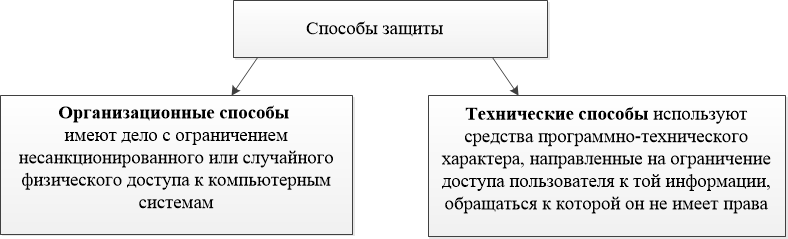 Способы защиты
Организационные способы
имеют дело с ограничением
несанкционированного или случайного
физического доступа к компьютерным
системам
Технические способы используют
средства программно-технического
характера, направленные на ограничение
доступа пользователя к той информации,
обращаться к которой он не имеет права